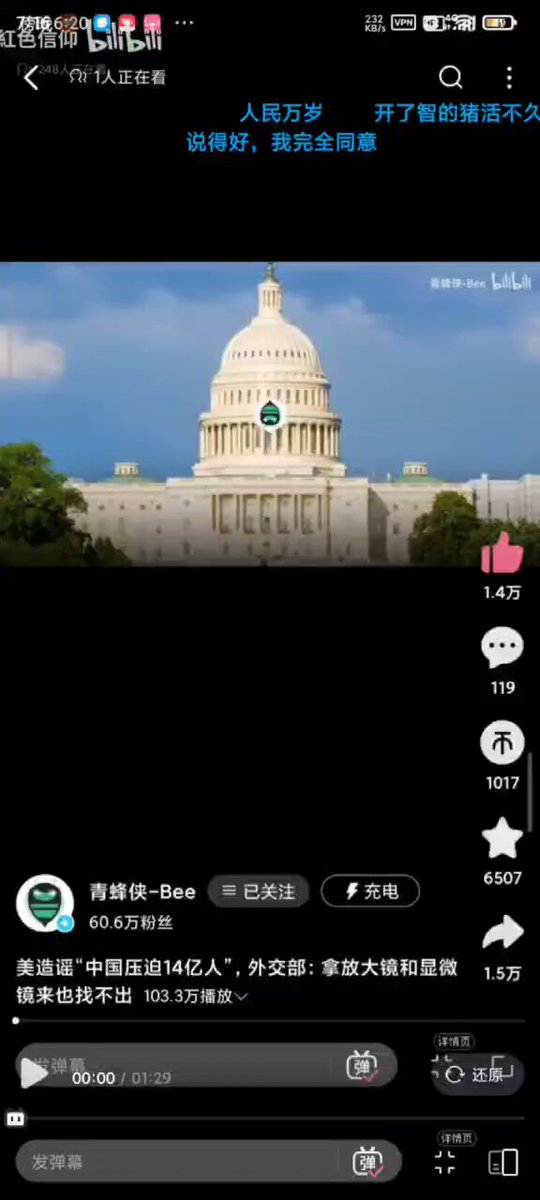 6:20
232
KB/s
VPN
紅色信仰 bilibili
1人正在看
人民万岁
开了智的猪活不久
说得好，我完全同意
青蜂侠-Bee bilibili
1.4万
119
1017
6507
1.5万
青蜂侠-Bee
已关注
充电
60.6万粉丝
美造谣“中国压迫14亿人”，外交部：拿放大镜和显微
镜来也找不出 103.3万播放
详情页
发弹幕
弹
还原
00:00 / 01:29
详情页
发弹幕
弹